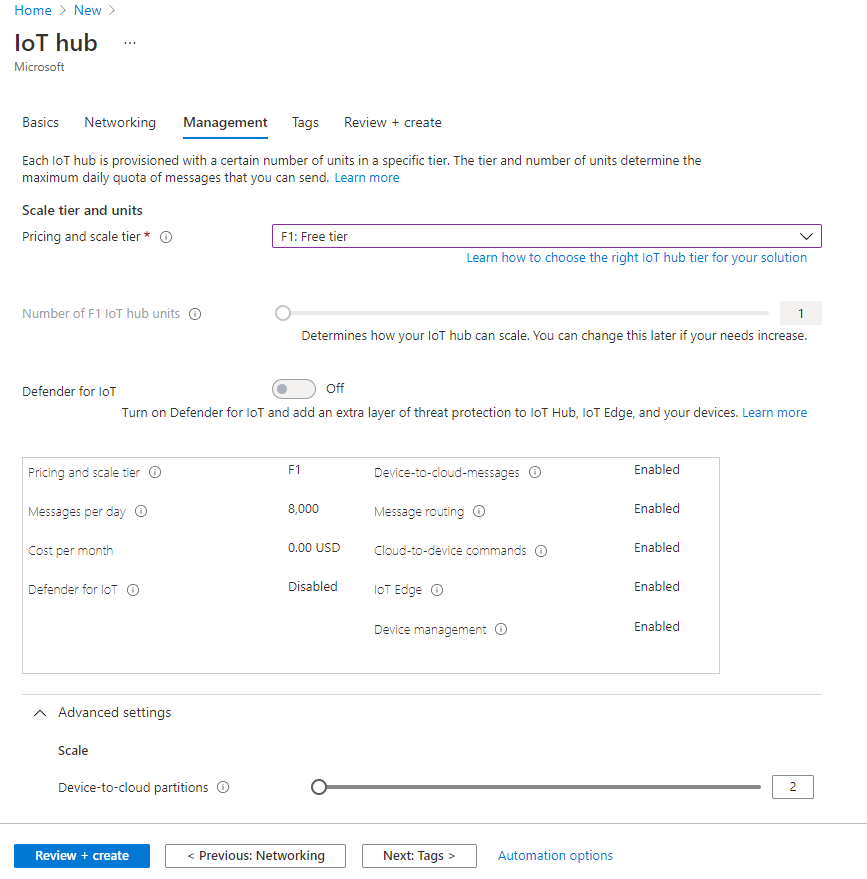 Home > New >
IoT hub ...
Microsoft
Basics Networking Management Tags Review + create
Each IoT hub is provisioned with a certain number of units in a specific tier. The tier and number of units determine the
maximum daily quota of messages that you can send. Learn more
Scale tier and units
Pricing and scale tier * F1: Free tier
Learn how to choose the right IoT hub tier for your solution
Number of F1 IoT hub units 1
Determines how your IoT hub can scale. You can change this later if your needs increase.
Defender for IoT Off
Turn on Defender for IoT and add an extra layer of threat protection to IoT Hub, IoT Edge, and your devices. Learn more
Pricing and scale tier F1 Device-to-cloud-messages Enabled
Messages per day 8,000 Message routing Enabled
Cost per month 0.00 USD Cloud-to-device commands Enabled
Defender for IoT Disabled IoT Edge Enabled
Device management Enabled
Advanced settings
Scale
Device-to-cloud partitions 2
Review + create < Previous: Networking Next: Tags > Automation options